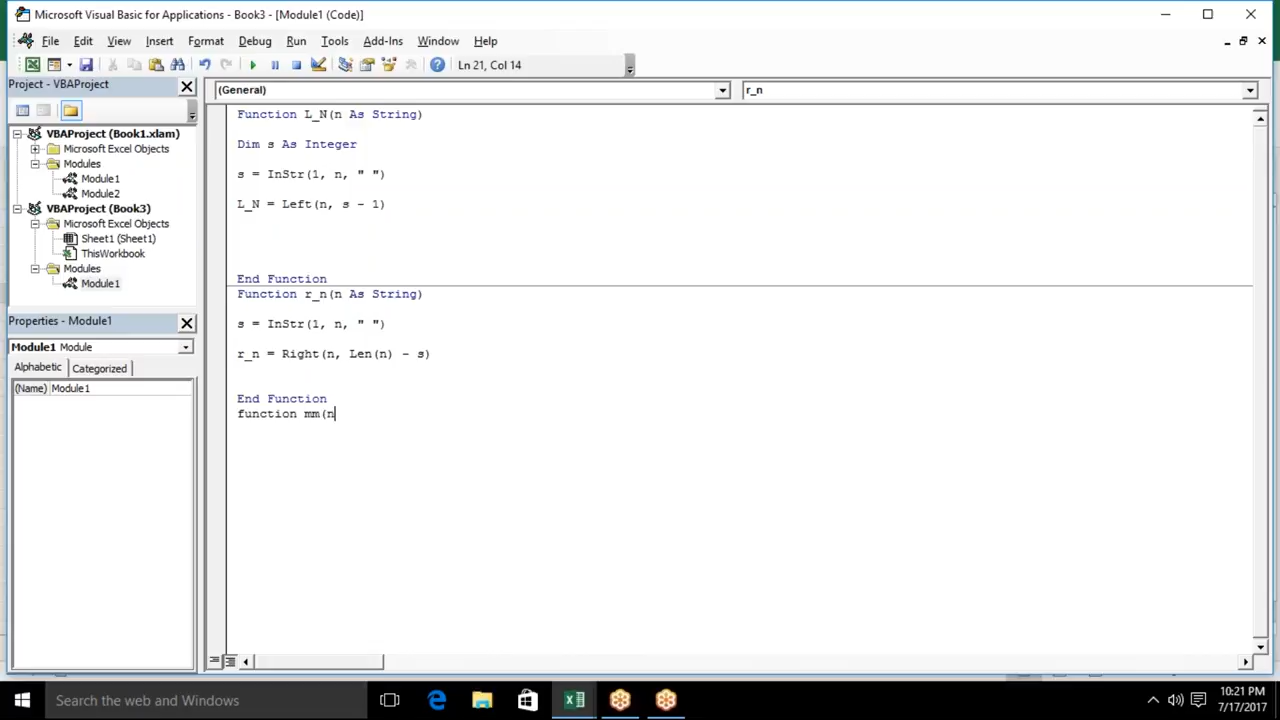 Microsoft Visual Basic for Applications - Book3 - [Module1 (Code)]
File Edit View Insert Format Debug Run Tools Add-Ins Window Help
Ln 21, Col 14
Project - VBAProject
(General)
r_n
VBAProject (Book1.xlam)
Microsoft Excel Objects
Modules
Module1
Module2
VBAProject (Book3)
Microsoft Excel Objects
Sheet1 (Sheet1)
ThisWorkbook
Modules
Module1
Properties - Module1
Module1 Module
Alphabetic Categorized
(Name) Module1
Function L_N(n As String)
Dim s As Integer
s = InStr(1, n, " ")
L_N = Left(n, s - 1)
End Function
Function r_n(n As String)
s = InStr(1, n, " ")
r_n = Right(n, Len(n) - s)
End Function
function mm(n
Search the web and Windows
10:21 PM
7/17/2017